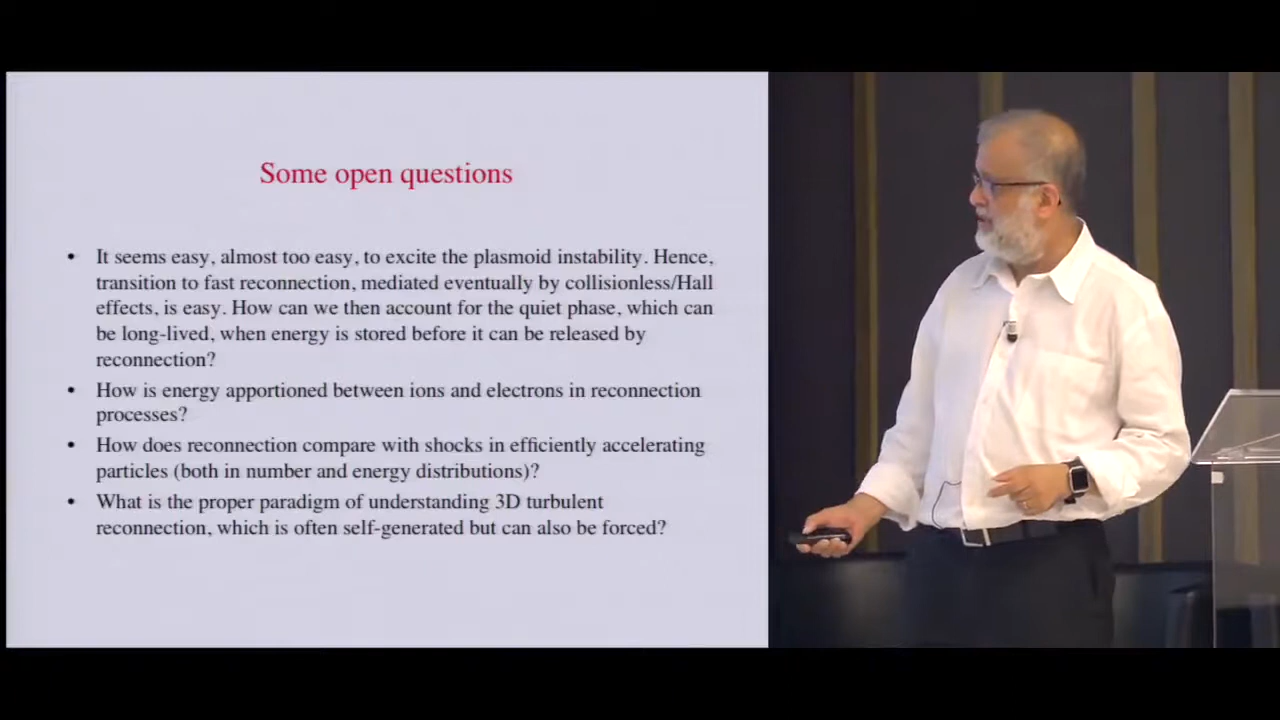 Some open questions
• It seems easy, almost too easy, to excite the plasmoid instability. Hence,
transition to fast reconnection, mediated eventually by collisionless/Hall
effects, is easy. How can we then account for the quiet phase, which can
be long-lived, when energy is stored before it can be released by
reconnection?
• How is energy apportioned between ions and electrons in reconnection
processes?
• How does reconnection compare with shocks in efficiently accelerating
particles (both in number and energy distributions)?
• What is the proper paradigm of understanding 3D turbulent
reconnection, which is often self-generated but can also be forced?